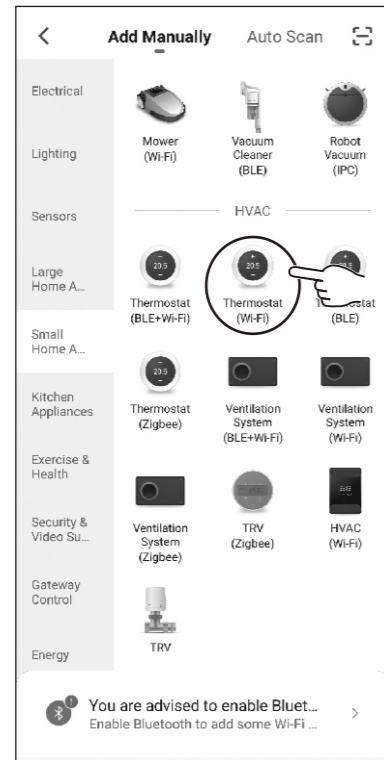 Add Manually Auto Scan
Electrical
Lighting
Sensors
Large
Home A...
Small
Home A...
Kitchen
Appliances
Exercise &
Health
Security &
Video Su...
Gateway
Control
Energy
Mower
(Wi-Fi)
Vacuum
Cleaner
(BLE)
Robot
Vacuum
(IPC)
HVAC
20.5
Thermostat
(BLE+Wi-Fi)
20.5
Thermostat
(Wi-Fi)
20.5
(BLE)
20.5
Thermostat
(Zigbee)
Ventilation
System
(BLE+Wi-Fi)
Ventilation
System
(Wi-Fi)
Ventilation
System
(Zigbee)
TRV
(Zigbee)
HVAC
(Wi-Fi)
TRV
You are advised to enable Bluet...
Enable Bluetooth to add some Wi-Fi ...